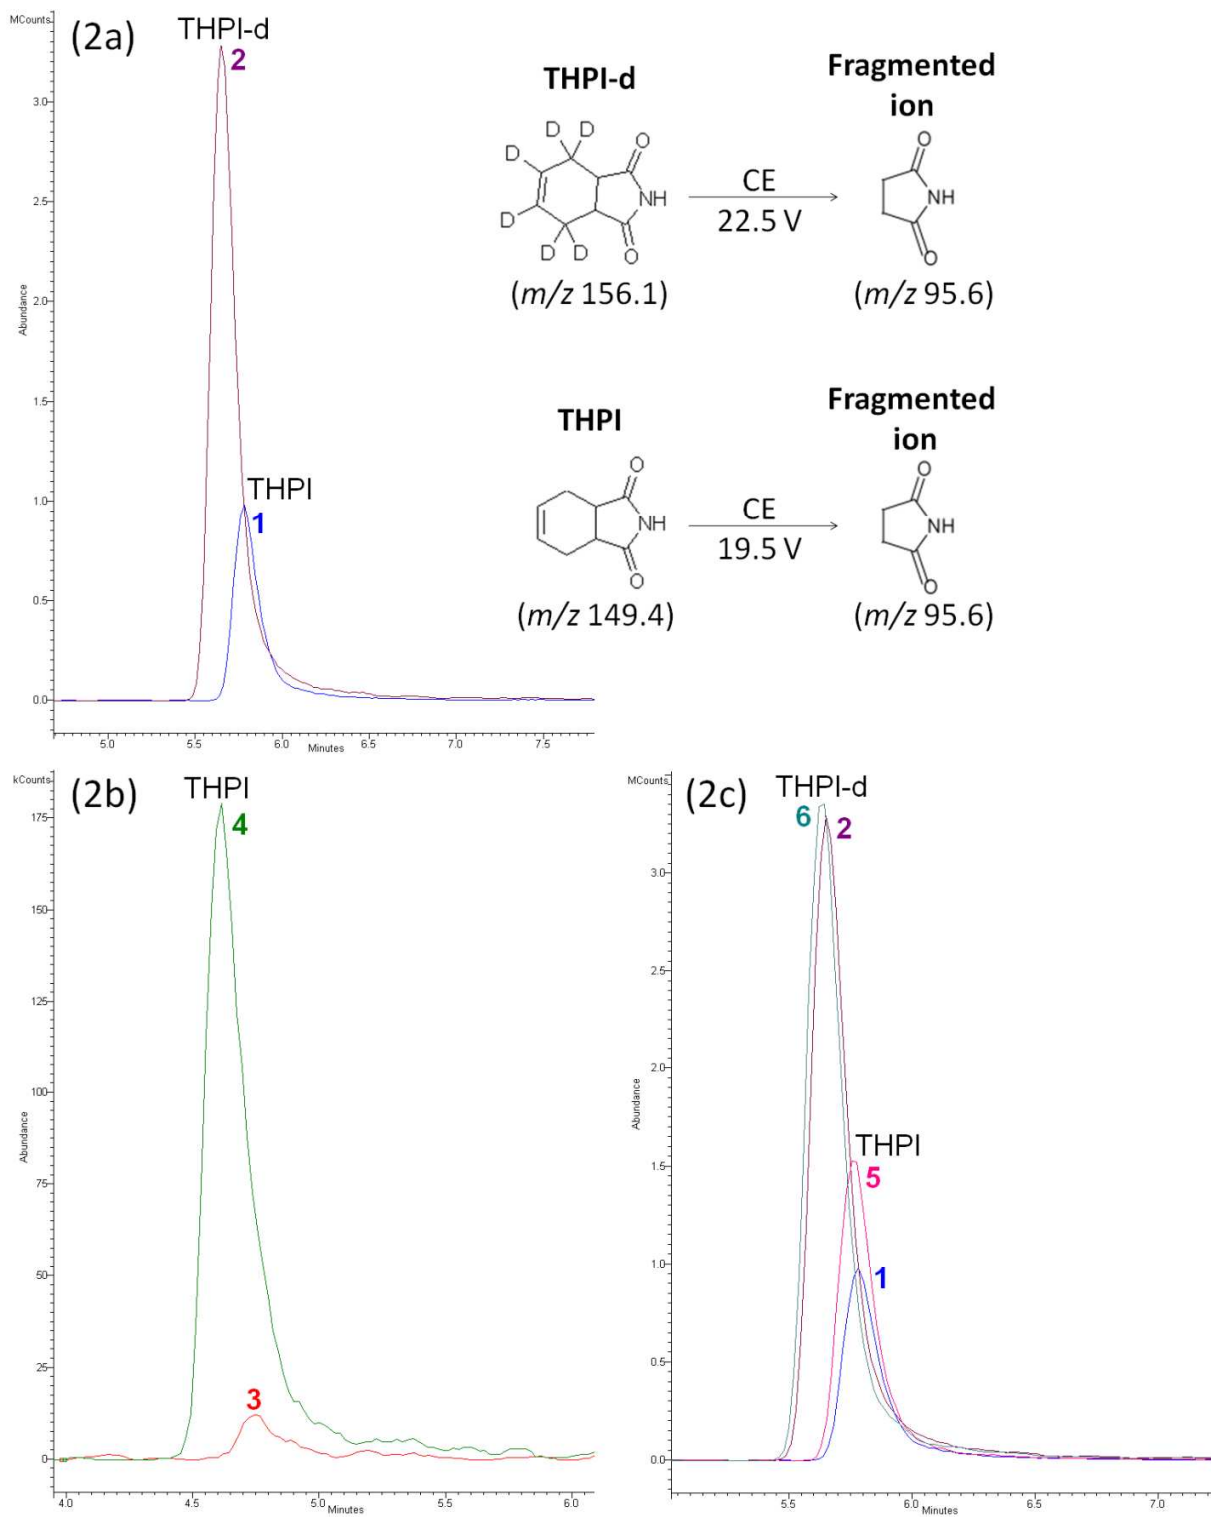 MCounts
(2a)
THPI-d
2
3.0
2.5
2.0
1.5
1.0
0.5
0.0
Abundance
THPI
1
5.0 5.5 6.0 6.5 7.0 7.5
Minutes
THPI-d
Fragmented
ion
D D D O
D
D D D O
NH
CE
22.5 V
O
NH
O
(m/z 156.1)
(m/z 95.6)
THPI
Fragmented
ion
O
NH
O
CE
19.5 V
O
NH
O
(m/z 149.4)
(m/z 95.6)
kCounts
(2b)
THPI
4
175
150
125
100
75
50
25
0
Abundance
3
4.0 4.5 5.0 5.5 6.0
Minutes
MCounts
(2c)
THPI-d
6 2
3.0
2.5
2.0
1.5
1.0
0.5
0.0
Abundance
THPI
5
1
5.5 6.0 6.5 7.0
Minutes